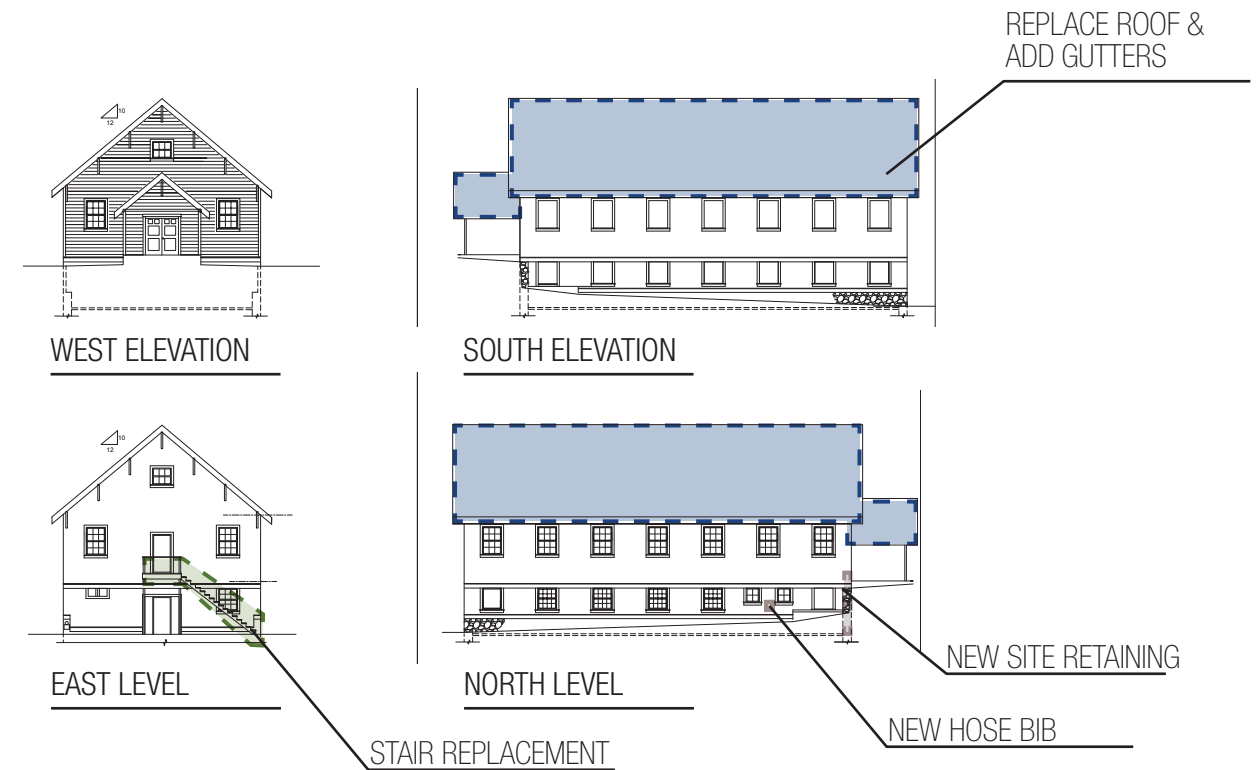 REPLACE ROOF &
ADD GUTTERS
10
12
WEST ELEVATION
SOUTH ELEVATION
10
12
EAST LEVEL
NORTH LEVEL
NEW SITE RETAINING
NEW HOSE BIB
STAIR REPLACEMENT